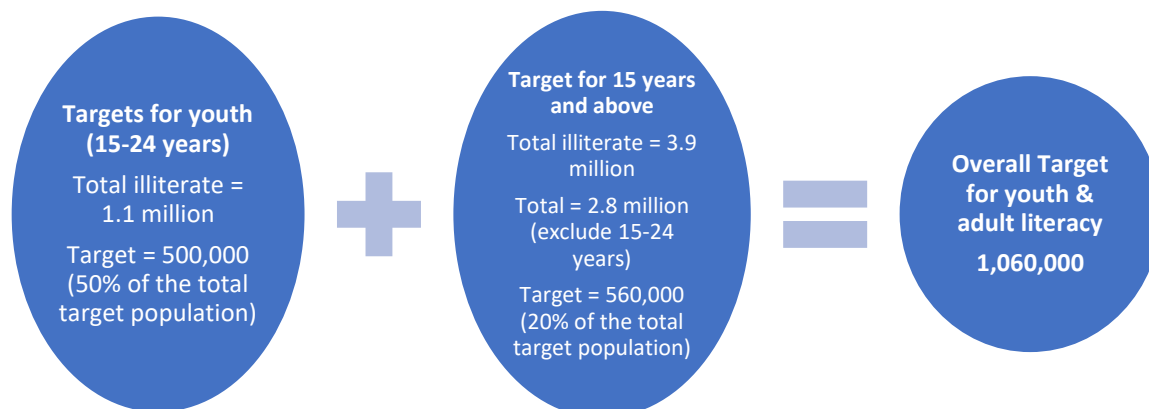 Targets for youth
(15-24 years)
Total illiterate =
1.1 million
Target = 500,000
(50% of the total
target population)
Target for 15 years
and above
Total illiterate = 3.9
million
Total = 2.8 million
(exclude 15-24
years)
Target = 560,000
(20% of the total
target population)
Overall Target
for youth &
adult literacy
1,060,000